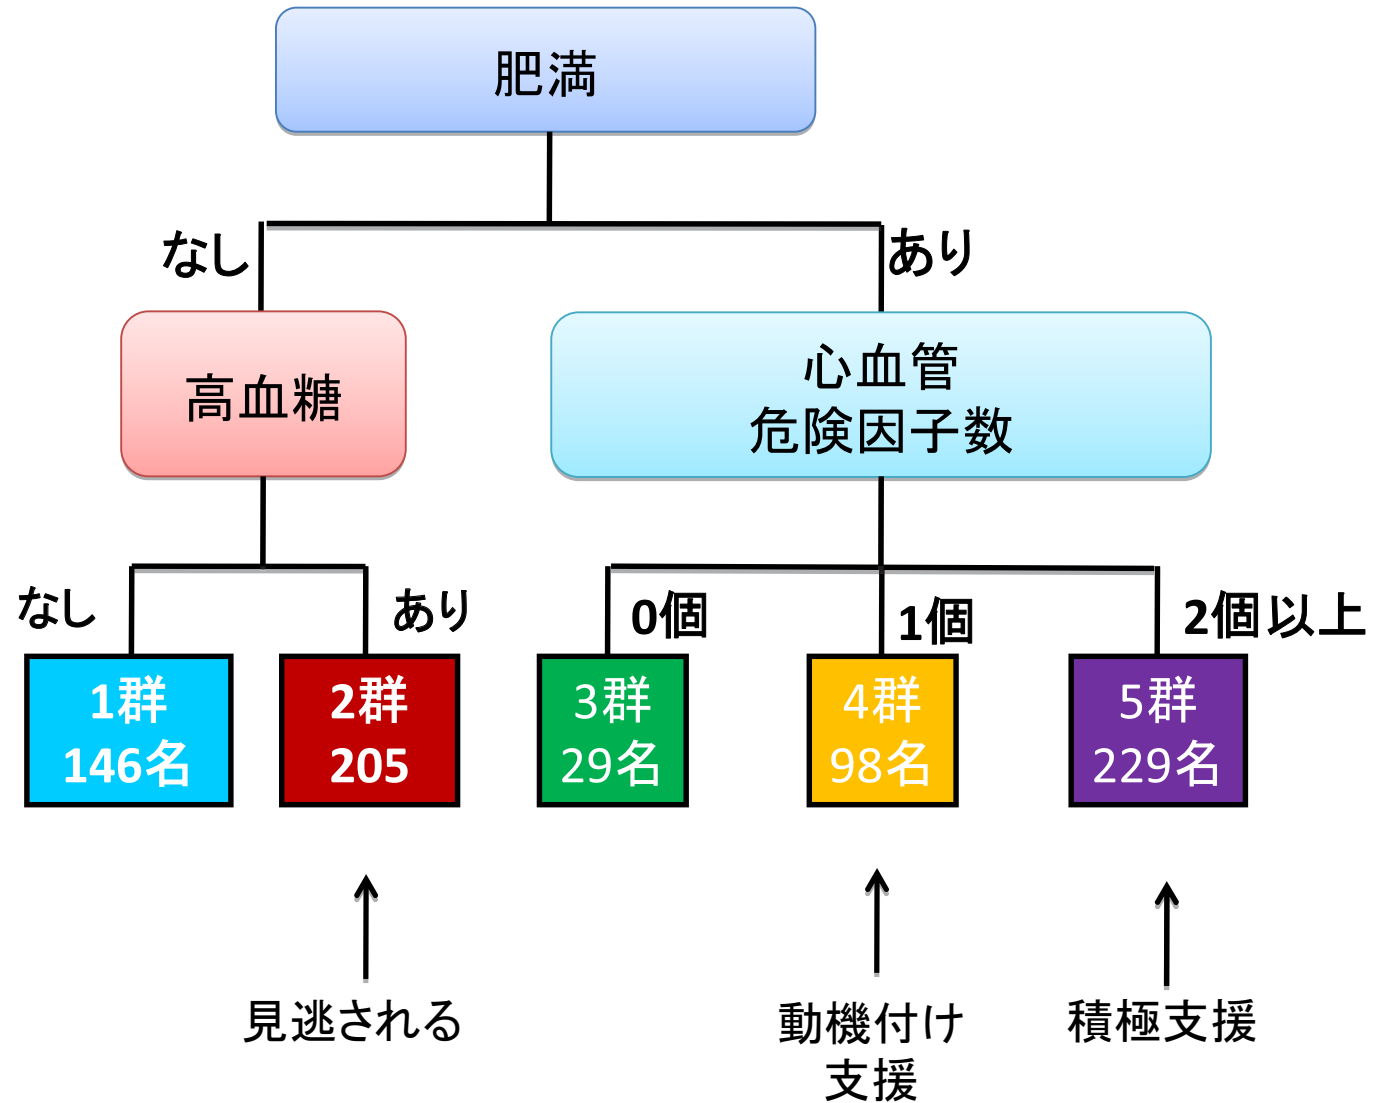 肥満
なし
あり
高血糖
心血管
危険因子数
なし
あり
0個
1個
2個以上
1群
146名
2群
205
3群
29名
4群
98名
5群
229名
見逃される
動機付け
支援
積極支援